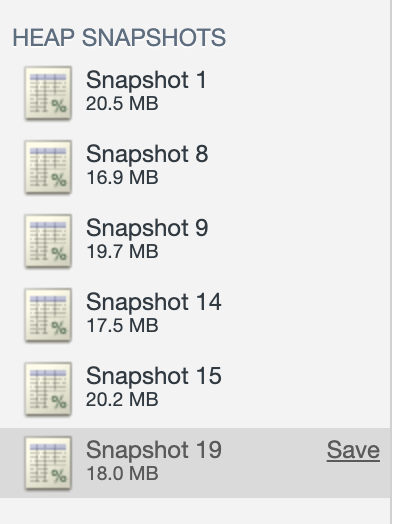 HEAP SNAPSHOTS
Snapshot 1
20.5 MB
Snapshot 8
16.9 MB
Snapshot 9
19.7 MB
Snapshot 14
17.5 MB
Snapshot 15
20.2 MB
Snapshot 19 Save
18.0 MB